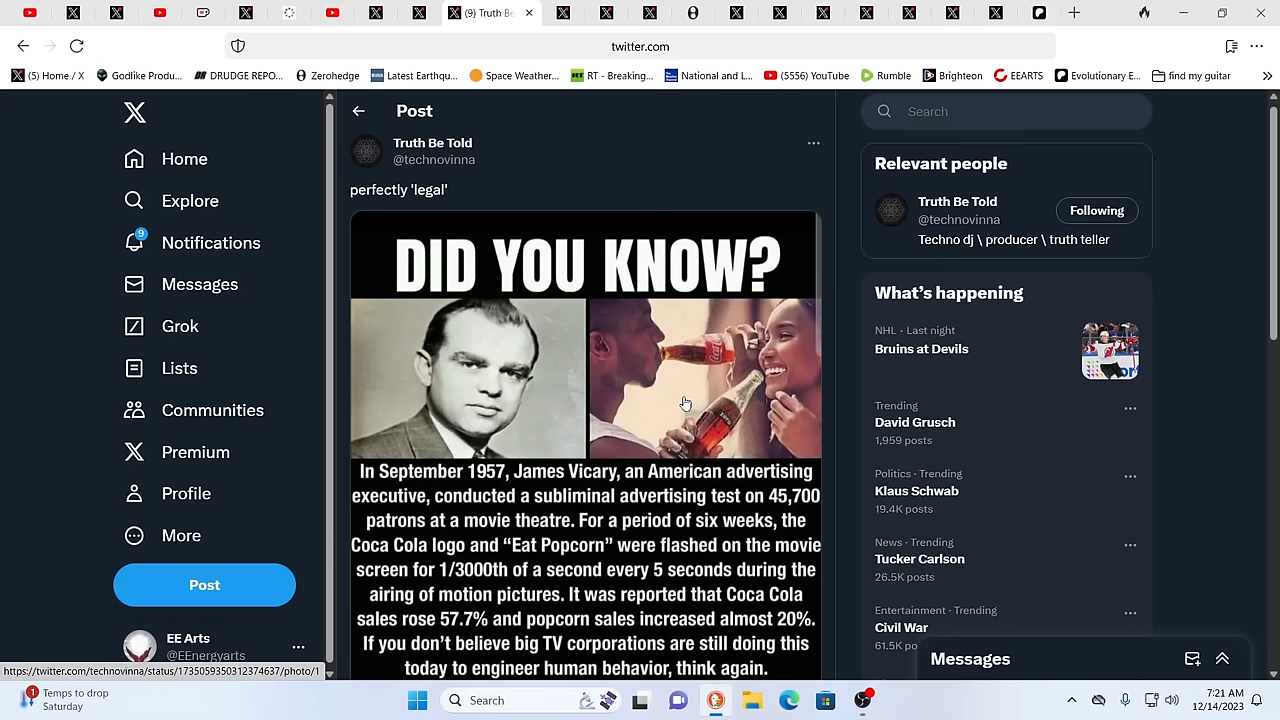 (9) Truth Be
twitter.com
(5) Home / X
Godlike Produ...
DRUDGE REPO...
Zerohedge
Latest Earthqu...
Space Weather...
RT - Breaking...
National and L...
(5556) YouTube
Rumble
Brighteon
EEARTS
Evolutionary E...
find my guitar
Home
Explore
9
Notifications
Messages
Grok
Lists
Communities
Premium
Profile
More
Post
EE Arts
@EEnergyarts
https://twitter.com/technovinna/status/1735059350312374637/photo/1
Post
Truth Be Told
@technovinna
perfectly 'legal'
DID YOU KNOW?
In September 1957, James Vicary, an American advertising
executive, conducted a subliminal advertising test on 45,700
patrons at a movie theatre. For a period of six weeks, the
Coca Cola logo and “Eat Popcorn” were flashed on the movie
screen for 1/3000th of a second every 5 seconds during the
airing of motion pictures. It was reported that Coca Cola
sales rose 57.7% and popcorn sales increased almost 20%.
If you don’t believe big TV corporations are still doing this
today to engineer human behavior, think again.
Search
Relevant people
Truth Be Told
@technovinna
Following
Techno dj \ producer \ truth teller
What’s happening
NHL · Last night
Bruins at Devils
Trending
David Grusch
1,959 posts
Politics · Trending
Klaus Schwab
19.4K posts
News · Trending
Tucker Carlson
26.5K posts
Entertainment · Trending
Civil War
61.5K po
Messages
1
Temps to drop
Saturday
Search
7:21 AM
12/14/2023